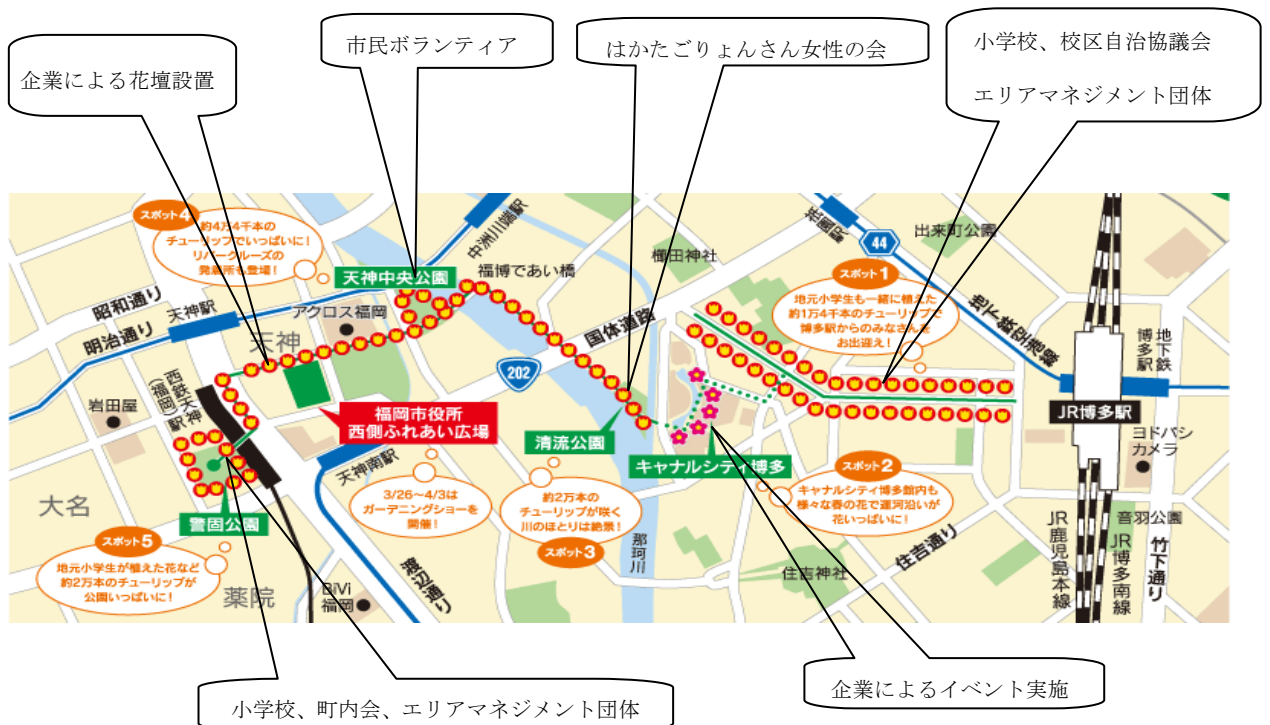 企業による花壇設置
市民ボランティア
はかたごりょんさん女性の会
小学校、校区自治協議会
エリアマネジメント団体
スポット4
約4万4千本の
チューリップでいっぱいに!
リバークルーズの
発着所も登場!
天神中央公園
中洲川端駅
福博であい橋
櫛田神社
祇園駅
44
出来町公園
スポット1
地元小学生も一緒に植えた
約1万4千本のチューリップで
博多駅からのみなさんを
お出迎え!
地下鉄空港線
地下鉄
博多駅
昭和通り
明治通り
天神駅
アクロス福岡
天神
国体道路
202
西鉄天神
(福岡)駅
岩田屋
福岡市役所
西側ふれあい広場
天神南駅
清流公園
キャナルシティ博多
JR博多駅
ヨドバシ
カメラ
大名
警固公園
3/26~4/3は
ガーデニングショーを
開催!
約2万本の
チューリップが咲く
川のほとりは絶景!
スポット3
スポット2
キャナルシティ博多館内も
様々な春の花で運河沿いが
花いっぱいに!
スポット5
地元小学生が植えた花など
約2万本のチューリップが
公園いっぱいに!
薬院
BiVi
福岡
渡辺通り
那珂川
住吉神社
住吉通り
JR鹿児島本線
JR博多南線
音羽公園
竹下通り
小学校、町内会、エリアマネジメント団体
企業によるイベント実施